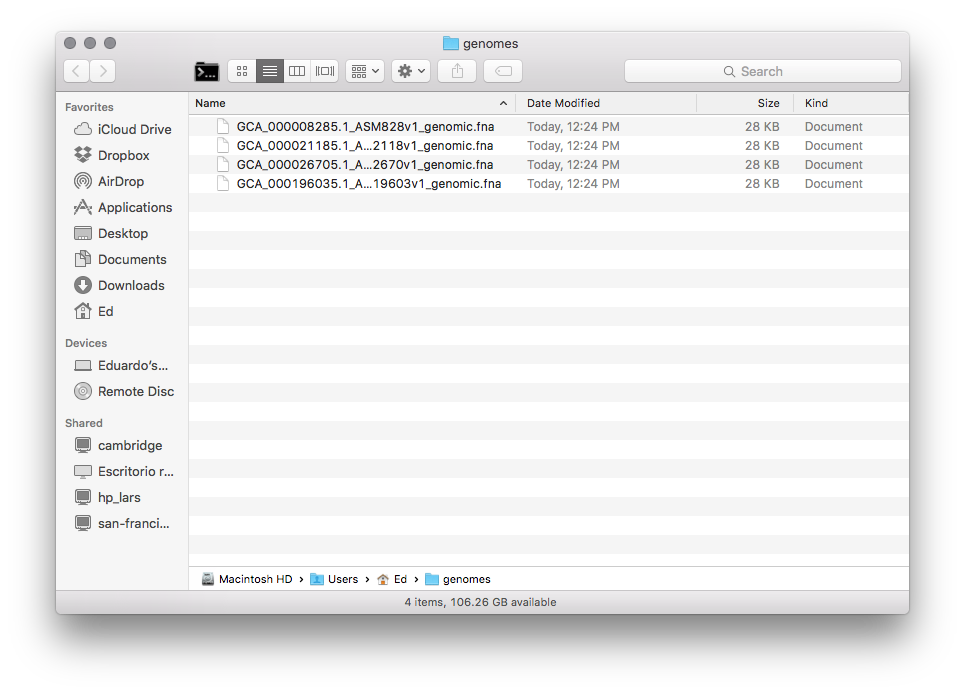 genomes
Search
Favorites
iCloud Drive
Dropbox
AirDrop
Applications
Desktop
Documents
Downloads
Ed
Devices
Eduardo's...
Remote Disc
Shared
cambridge
Escritorio r...
hp_lars
san-franci...
Name Date Modified Size Kind
GCA_000008285.1_ASM828v1_genomic.fna Today, 12:24 PM 28 KB Document
GCA_000021185.1_A...2118v1_genomic.fna Today, 12:24 PM 28 KB Document
GCA_000026705.1_A...2670v1_genomic.fna Today, 12:24 PM 28 KB Document
GCA_000196035.1_A...19603v1_genomic.fna Today, 12:24 PM 28 KB Document
Macintosh HD › Users › Ed › genomes
4 items, 106.26 GB available